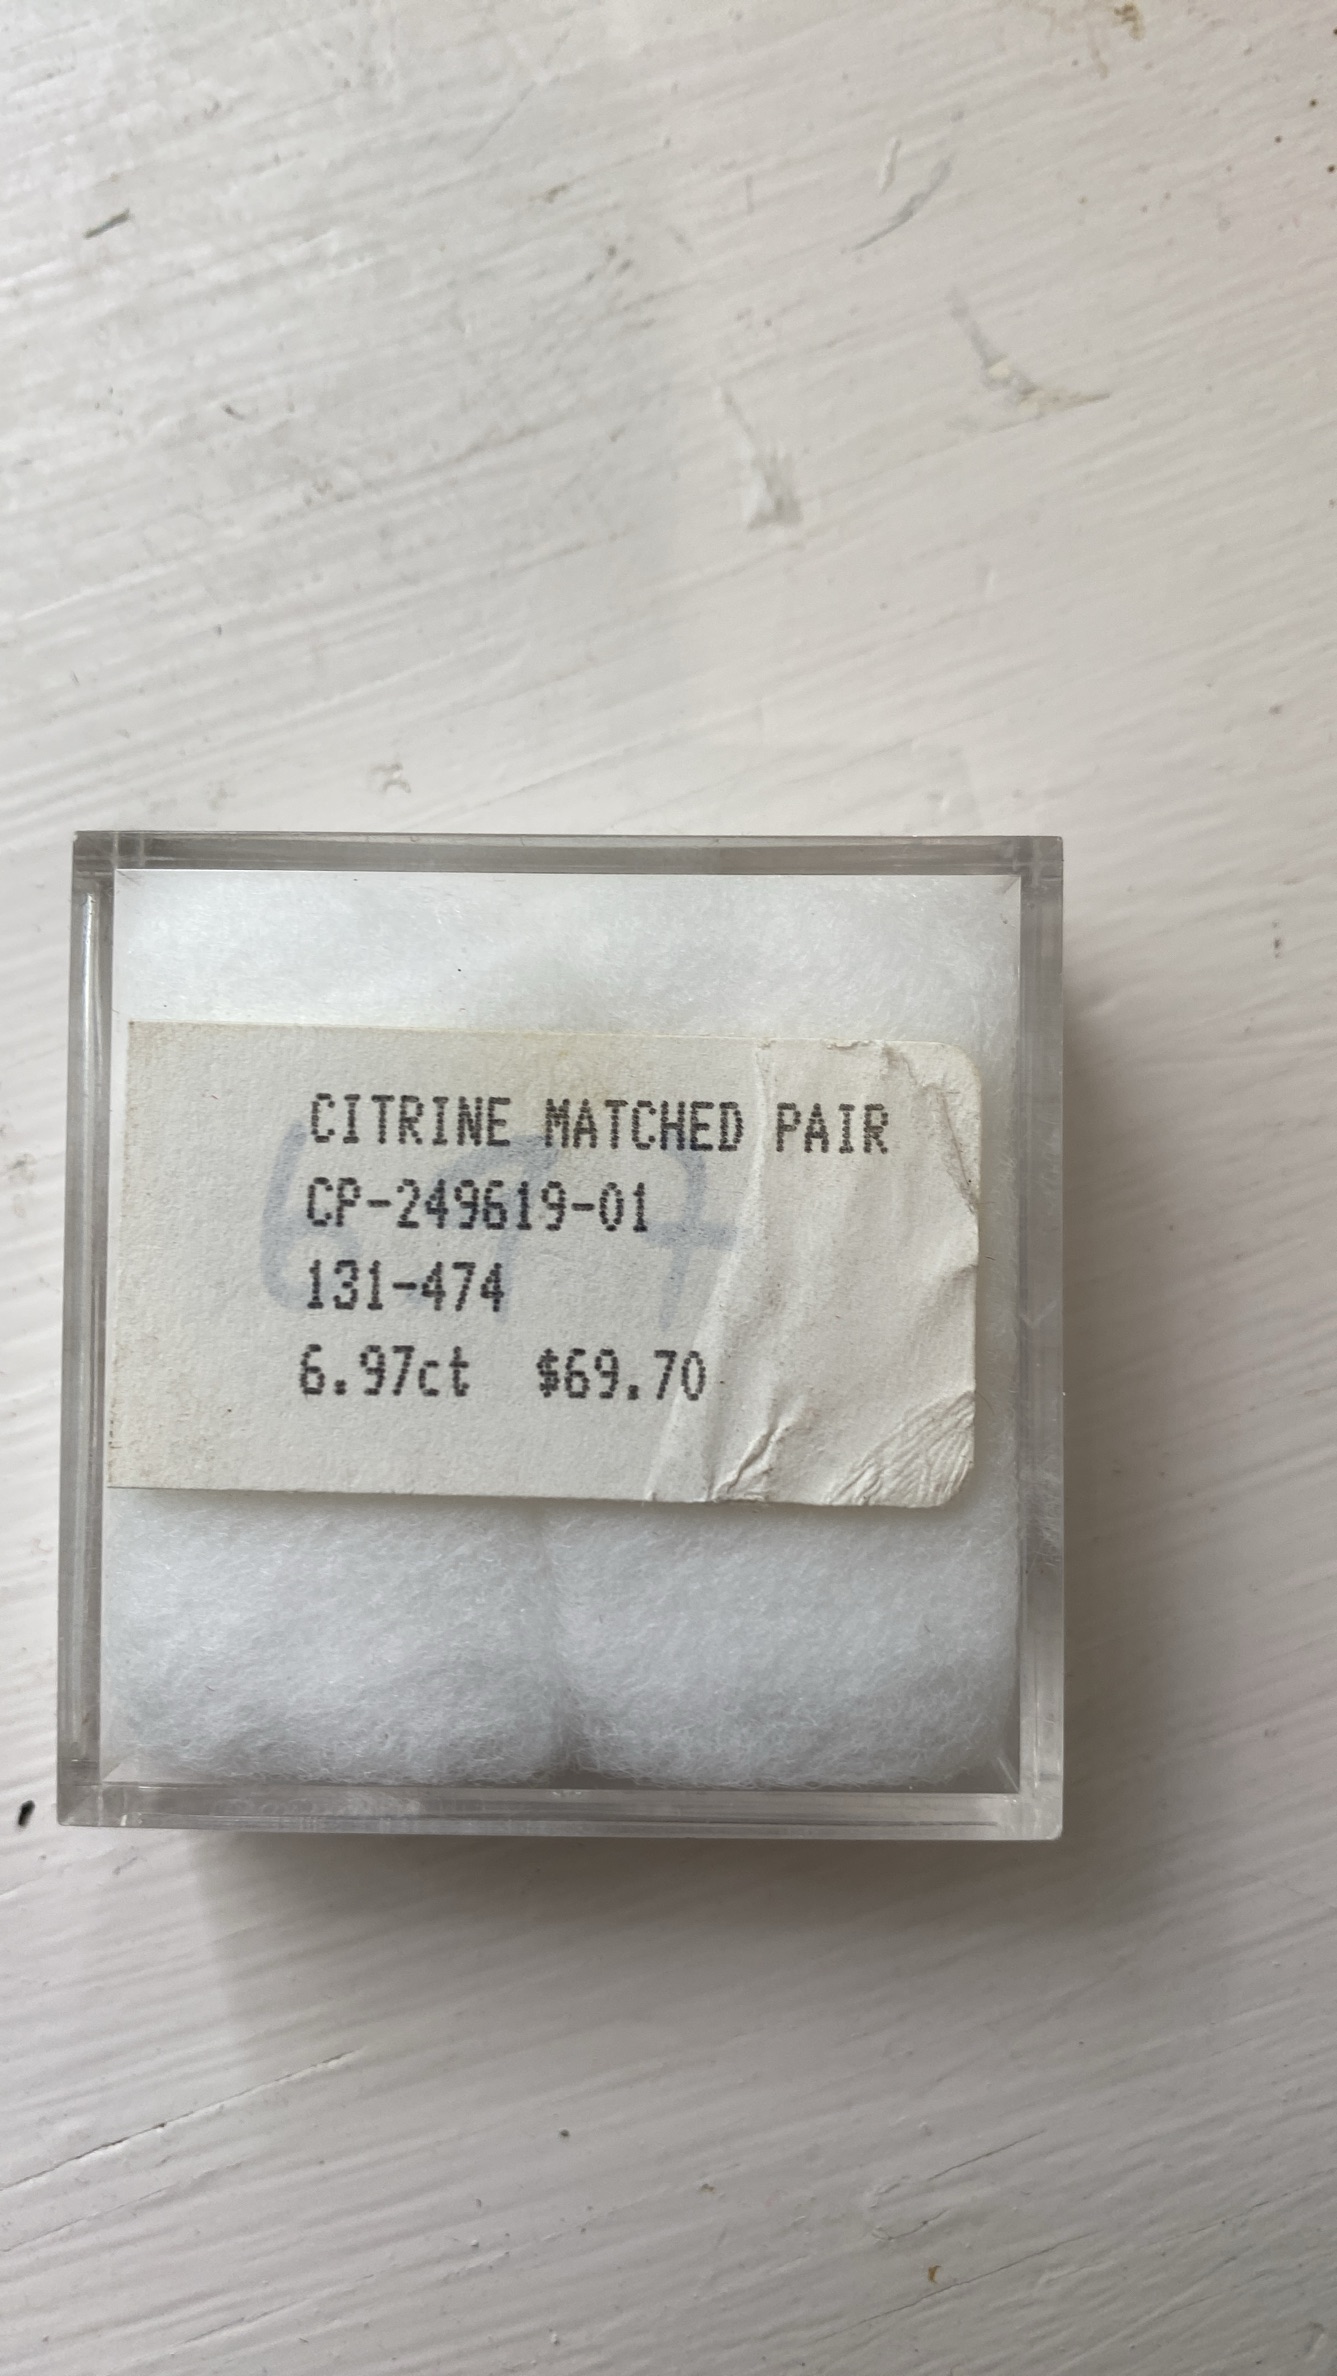 CITRINE MATCHED PAIR
CP-249619-01
131-474
6.97ct $69.70